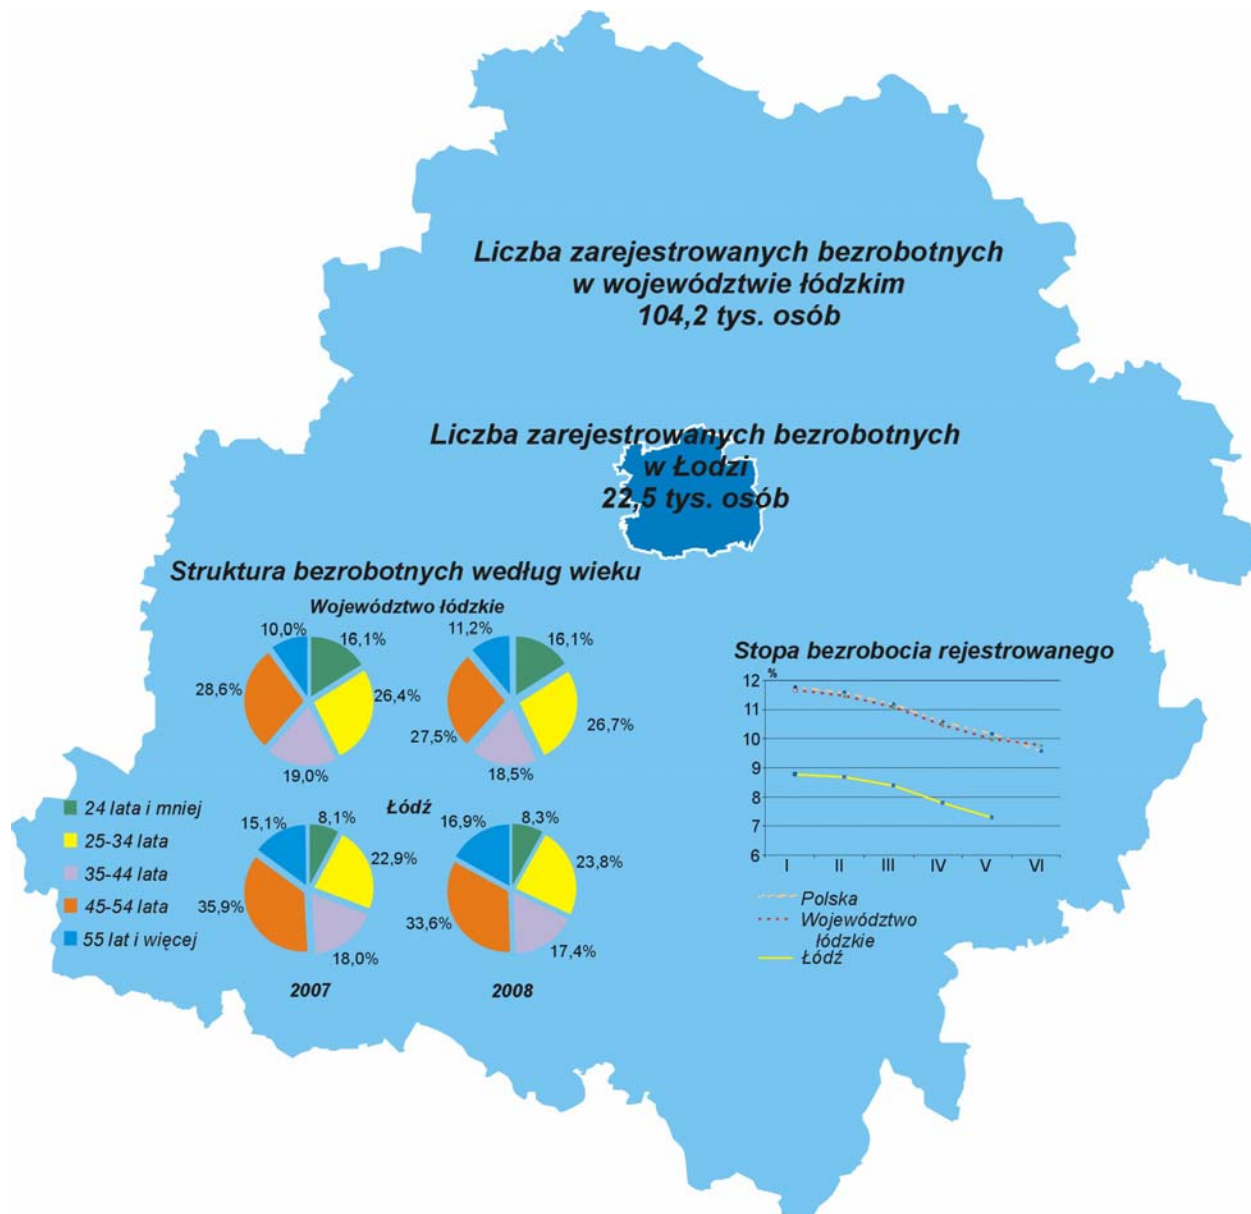 Liczba zarejestrowanych bezrobotnych
w województwie łódzkim
104,2 tys. osób
Liczba zarejestrowanych bezrobotnych
w Łodzi
22,5 tys. osób
Struktura bezrobotnych według wieku
Województwo łódzkie
10,0%
16,1%
28,6%
26,4%
19,0%
11,2%
16,1%
27,5%
26,7%
18,5%
24 lata i mniej
25-34 lata
35-44 lata
45-54 lata
55 lat i więcej
Łódź
15,1%
8,1%
22,9%
35,9%
18,0%
16,9%
8,3%
23,8%
33,6%
17,4%
2007
2008
Stopa bezrobocia rejestrowanego
%
12
11
10
9
8
7
6
I II III IV V VI
Polska
Województwo
łódzkie
Łódź